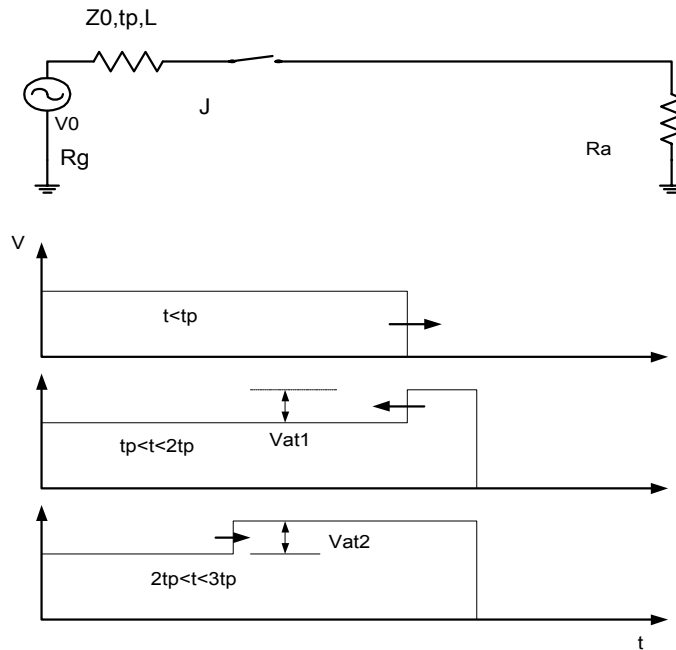 Z0,tp,L
J
V0
Rg
Ra
V
t<tp
tp<t<2tp
Vat1
Vat2
2tp<t<3tp
t